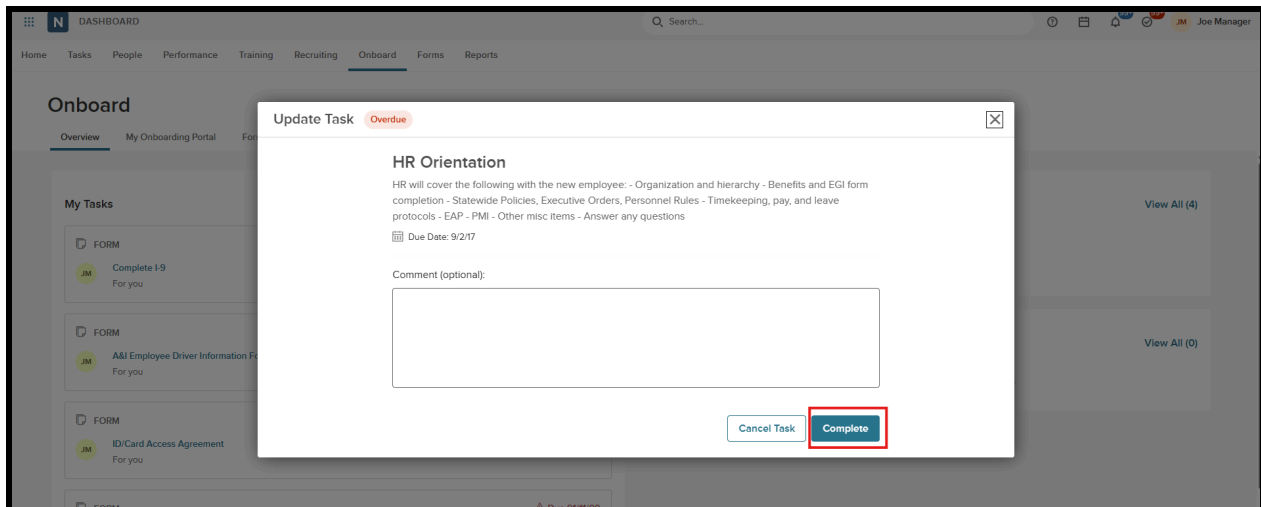 N DASHBOARD
Search...
JM Joe Manager
Home Tasks People Performance Training Recruiting Onboard Forms Reports
Onboard
Overview My Onboarding Portal
Update Task Overdue
HR Orientation
HR will cover the following with the new employee: - Organization and hierarchy - Benefits and EGI form
completion - Statewide Policies, Executive Orders, Personnel Rules - Timekeeping, pay, and leave
protocols - EAP - PMI - Other misc items - Answer any questions
Due Date: 9/2/17
Comment (optional):
Cancel Task Complete
My Tasks
FORM
JM Complete I-9
For you
FORM
JM A&I Employee Driver Information
For you
FORM
JM ID/Card Access Agreement
For you
View All (4)
View All (0)